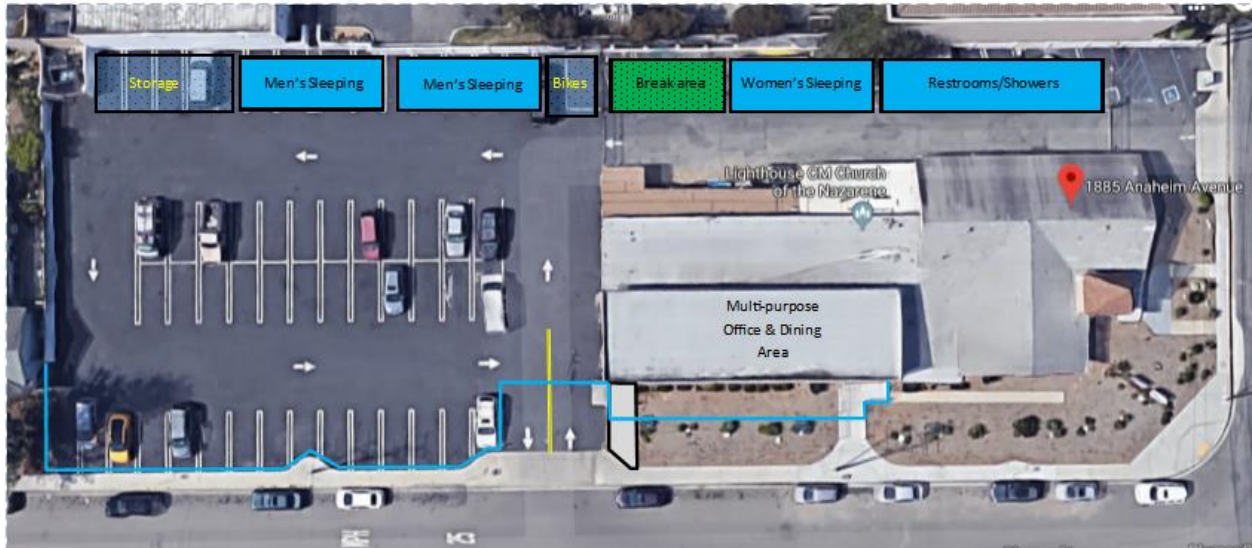 Storage
Men's Sleeping
Men's Sleeping
Bikes
Break area
Women's Sleeping
Restrooms/Showers
Lighthouse CM Church
of the Nazarene
1885 Anaheim Avenue
Multi-purpose
Office & Dining
Area